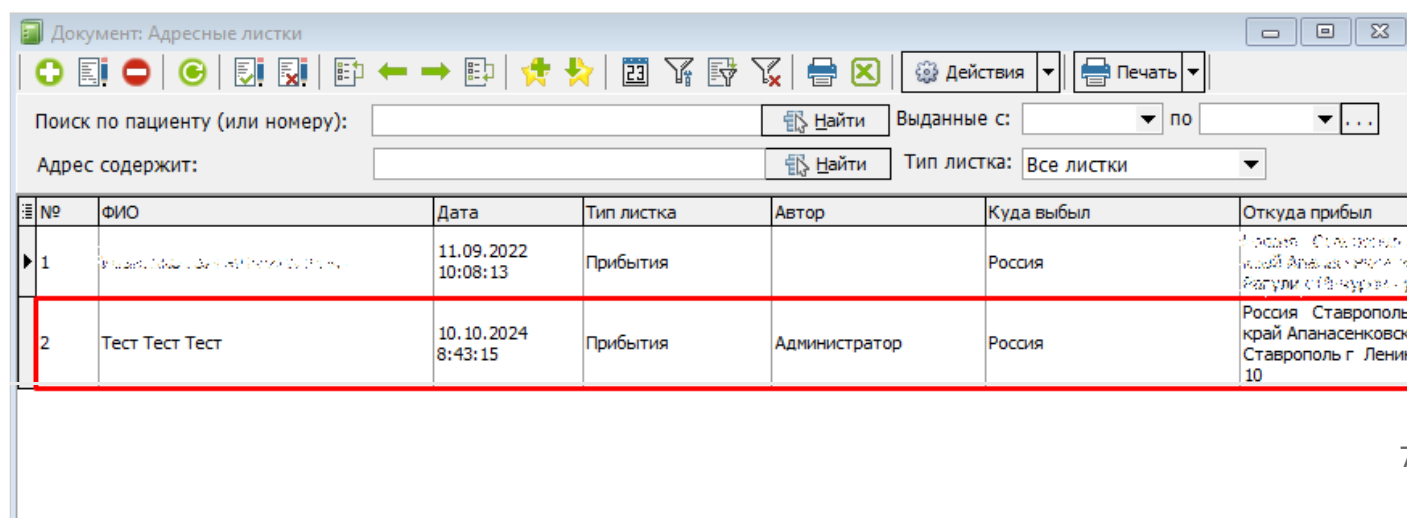 Документ: Адресные листки
23 Действия Печать
Поиск по пациенту (или номеру): Найти Выданные с: по ...
Адрес содержит: Найти Тип листка: Все листки
№ ФИО Дата Тип листка Автор Куда выбыл Откуда прибыл
1 11.09.2022 10:08:13 Прибытия Россия
2 Тест Тест Тест 10.10.2024 8:43:15 Прибытия Администратор Россия Россия Ставрополь
край Апанасенковск
Ставрополь г Ленин
10
7